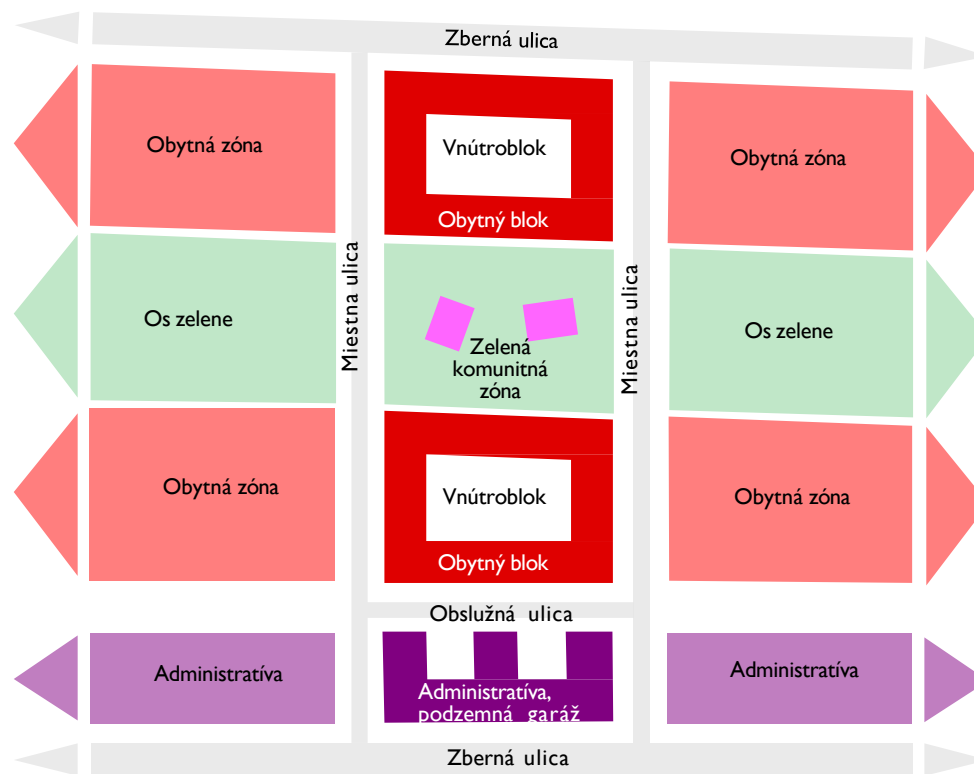 Zberná ulica
Obytná zóna
Vnútroblok
Obytná zóna
Obytný blok
Miestna ulica
Miestna ulica
Os zelene
Zelená
komunitná
zóna
Os zelene
Obytná zóna
Vnútroblok
Obytná zóna
Obytný blok
Obslužná ulica
Administratíva
Administratíva,
podzemná garáž
Administratíva
Zberná ulica